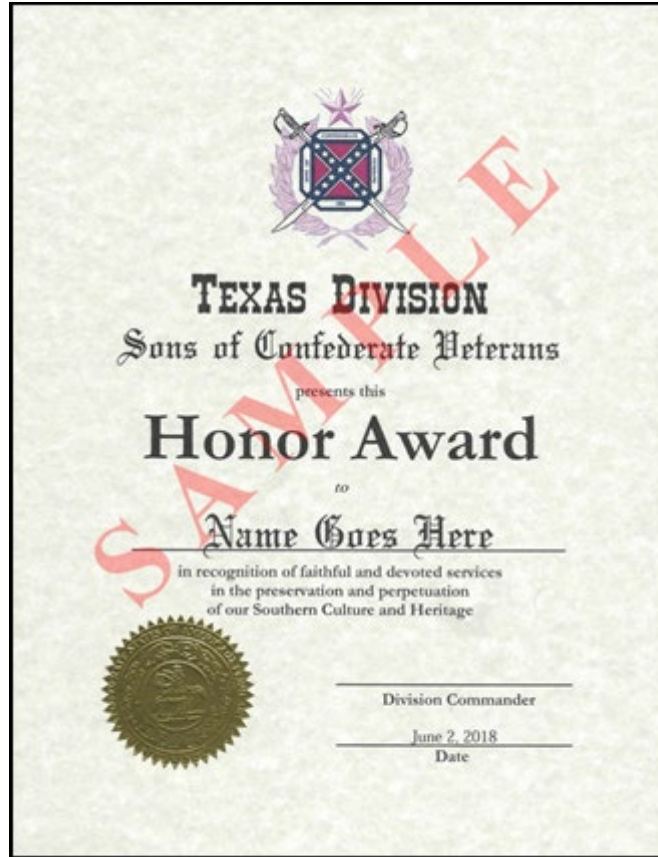 TEXAS DIVISION
Sons of Confederate Veterans
presents this
Honor Award
to
Name Goes Here
in recognition of faithful and devoted services
in the preservation and perpetuation
of our Southern Culture and Heritage
Division Commander
June 2, 2018
Date
SAMPLE